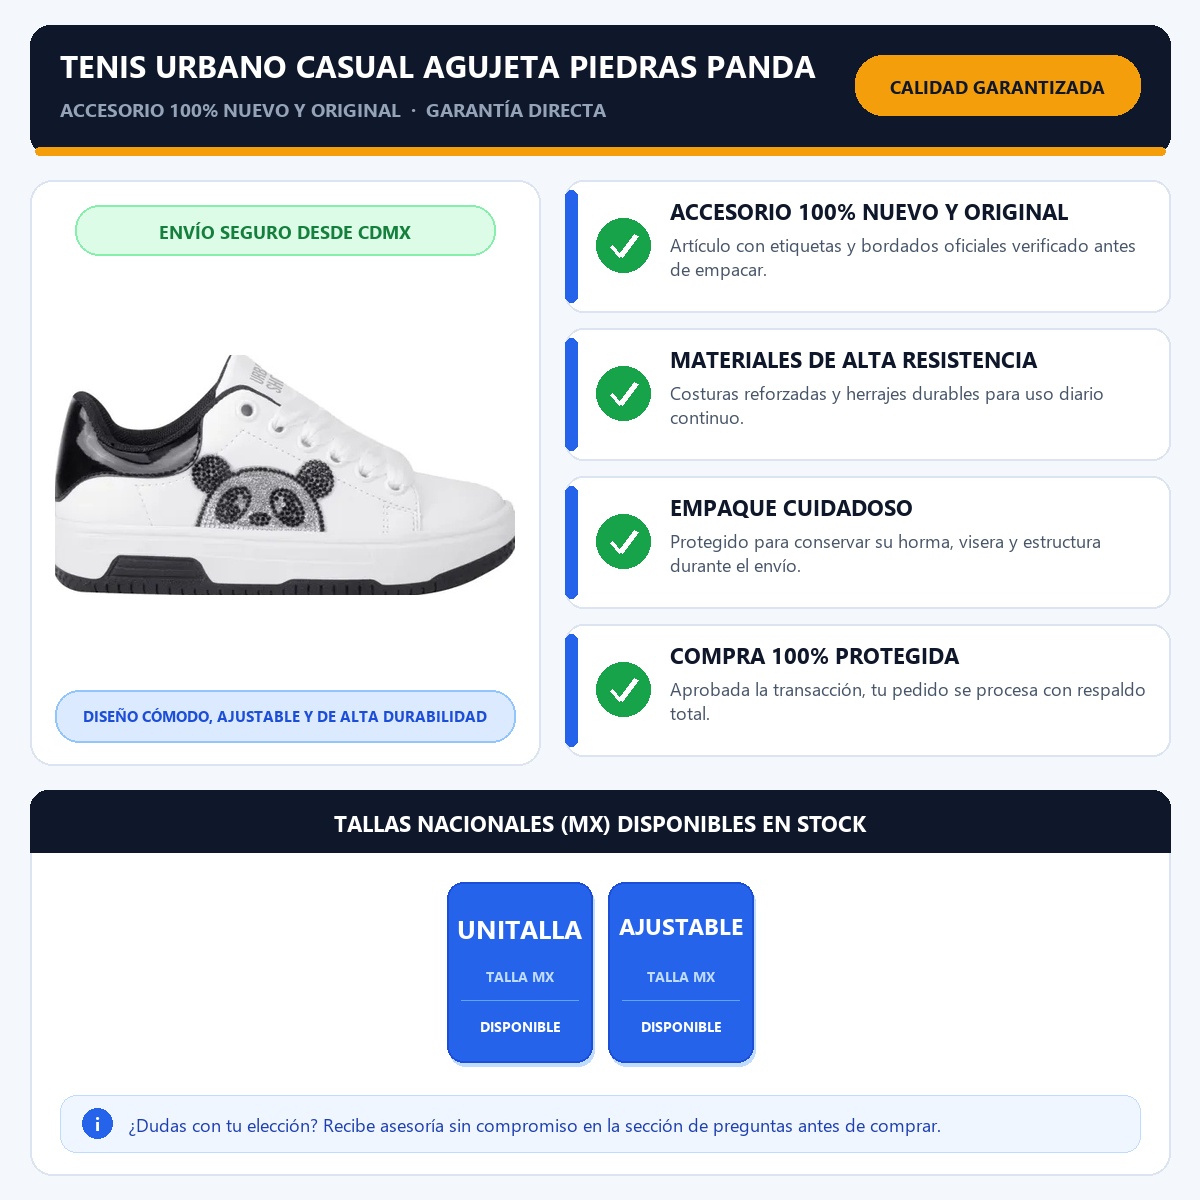 TENIS URBANO CASUAL AGUJETA PIEDRAS PANDA
ACCESORIO 100% NUEVO Y ORIGINAL · GARANTÍA DIRECTA
CALIDAD GARANTIZADA
ENVÍO SEGURO DESDE CDMX
DISEÑO CÓMODO, AJUSTABLE Y DE ALTA DURABILIDAD
ACCESORIO 100% NUEVO Y ORIGINAL
Artículo con etiquetas y bordados oficiales verificado antes
de empacar.
MATERIALES DE ALTA RESISTENCIA
Costuras reforzadas y herrajes durables para uso diario
continuo.
EMPAQUE CUIDADOSO
Protegido para conservar su horma, visera y estructura
durante el envío.
COMPRA 100% PROTEGIDA
Aprobada la transacción, tu pedido se procesa con respaldo
total.
TALLAS NACIONALES (MX) DISPONIBLES EN STOCK
UNITALLA
TALLA MX
DISPONIBLE
AJUSTABLE
TALLA MX
DISPONIBLE
¿Dudas con tu elección? Recibe asesoría sin compromiso en la sección de preguntas antes de comprar.